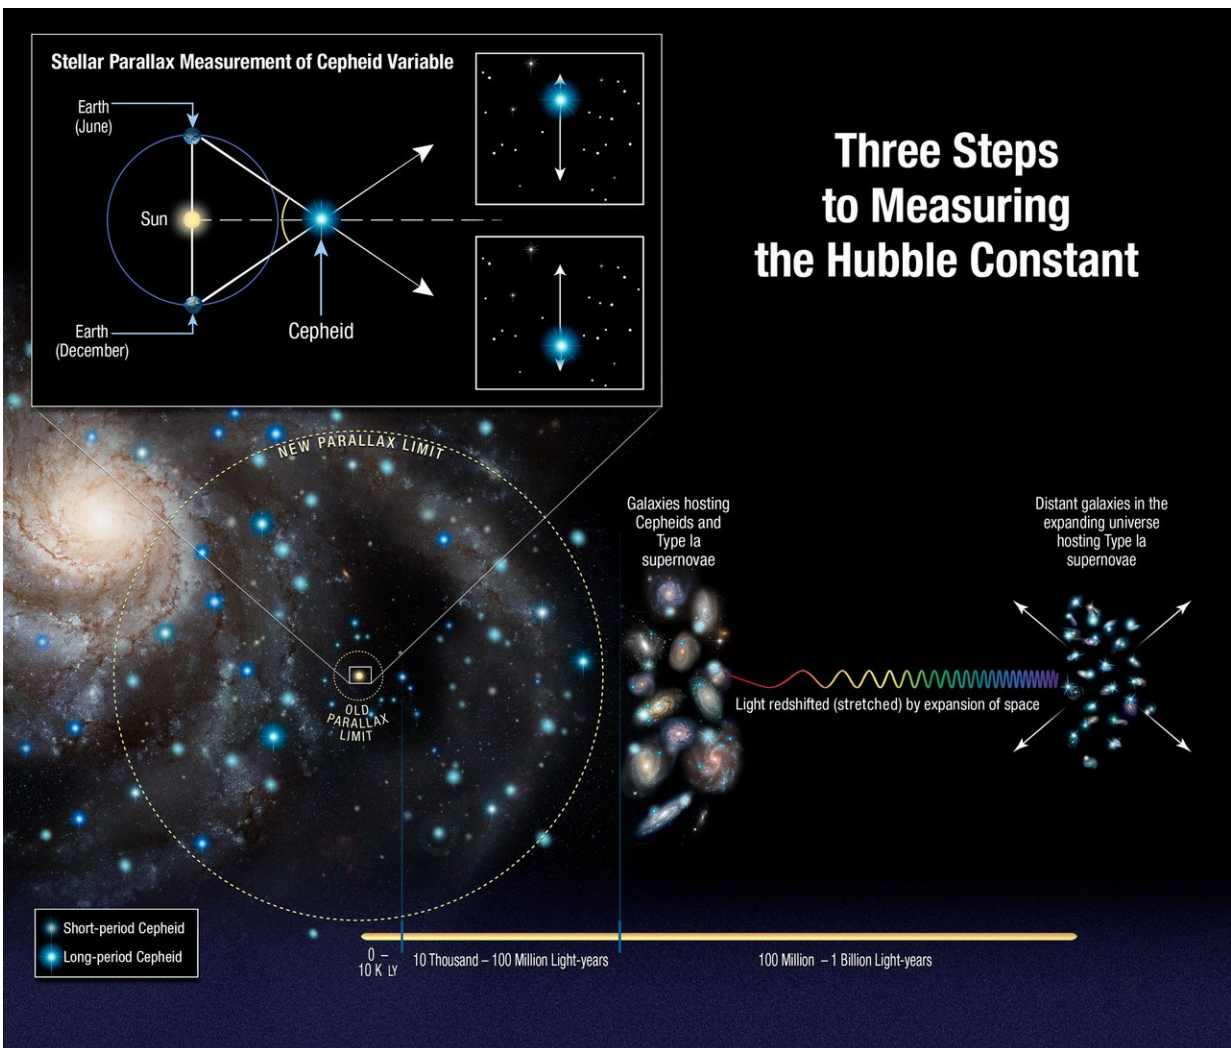 Stellar Parallax Measurement of Cepheid Variable
Earth
(June)
Sun
Earth
(December)
Cepheid
Three Steps
to Measuring
the Hubble Constant
NEW PARALLAX LIMIT
OLD
PARALLAX
LIMIT
Galaxies hosting
Cepheids and
Type Ia
supernovae
Light redshifted (stretched) by expansion of space
Distant galaxies in the
expanding universe
hosting Type Ia
supernovae
Short-period Cepheid
Long-period Cepheid
0 –
10 K LY
10 Thousand – 100 Million Light-years
100 Million – 1 Billion Light-years